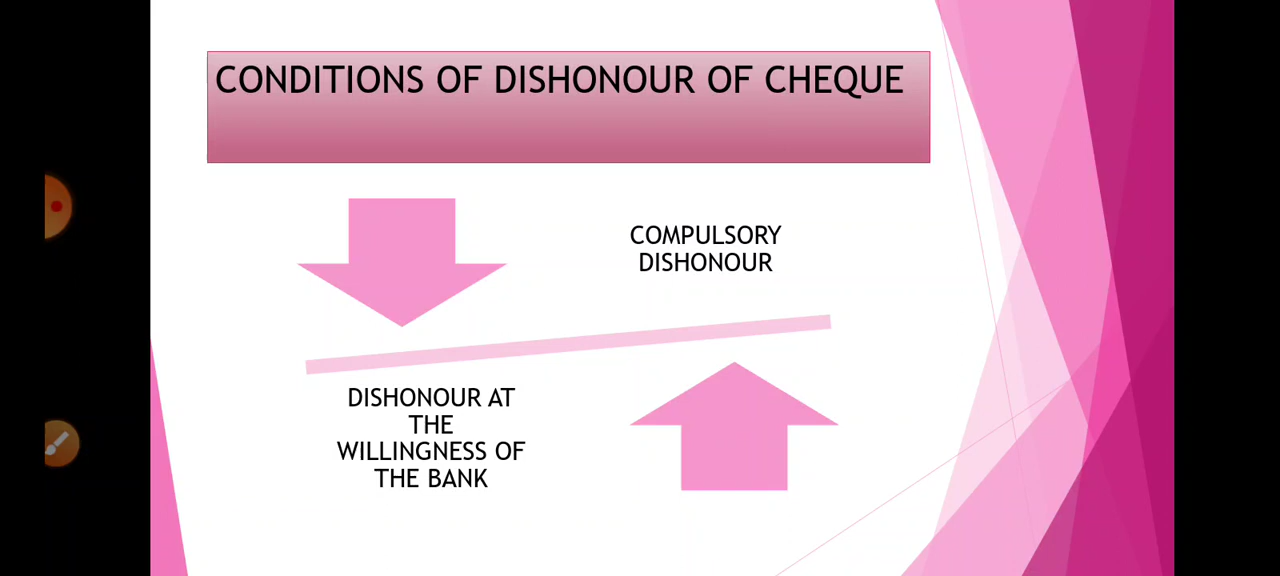 CONDITIONS OF DISHONOUR OF CHEQUE
COMPULSORY
DISHONOUR
DISHONOUR AT
THE
WILLINGNESS OF
THE BANK